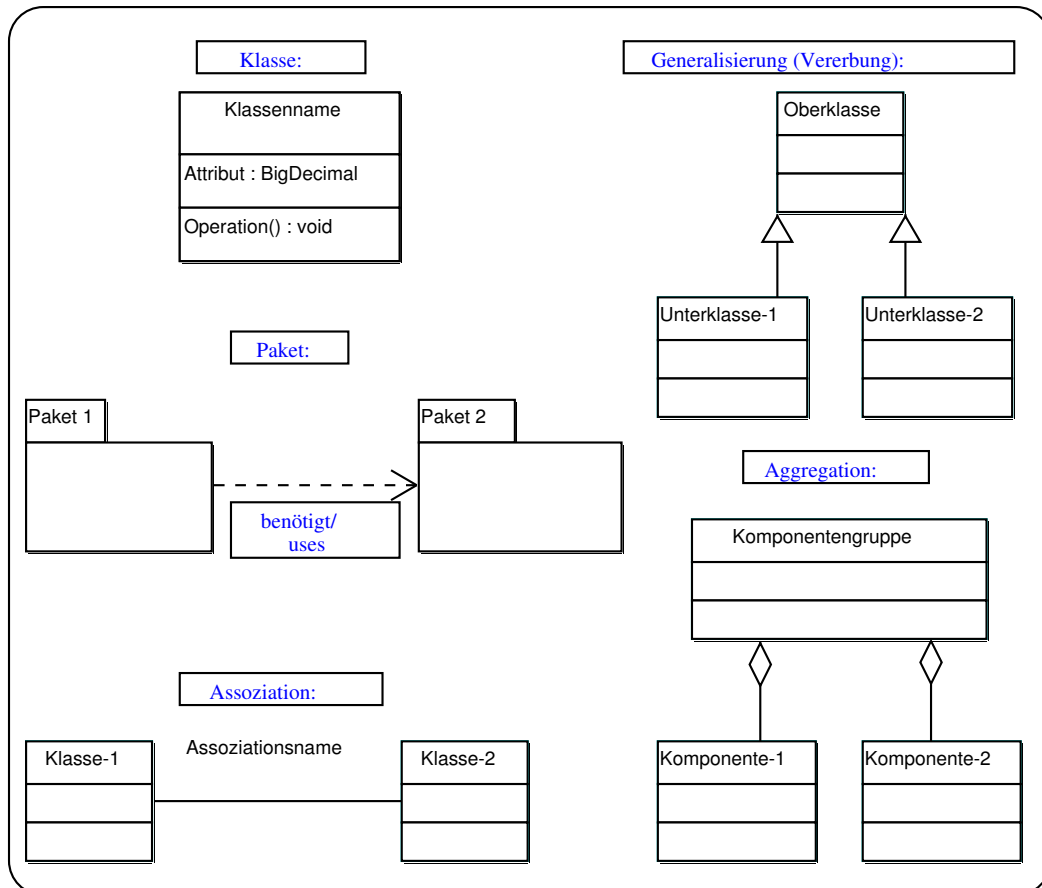 Klasse:
Klassenname
Attribut : BigDecimal
Operation() : void
Paket:
Paket 1
Paket 2
benötigt/
uses
Assoziation:
Klasse-1
Assoziationsname
Klasse-2
Generalisierung (Vererbung):
Oberklasse
Unterklasse-1
Unterklasse-2
Aggregation:
Komponentengruppe
Komponente-1
Komponente-2